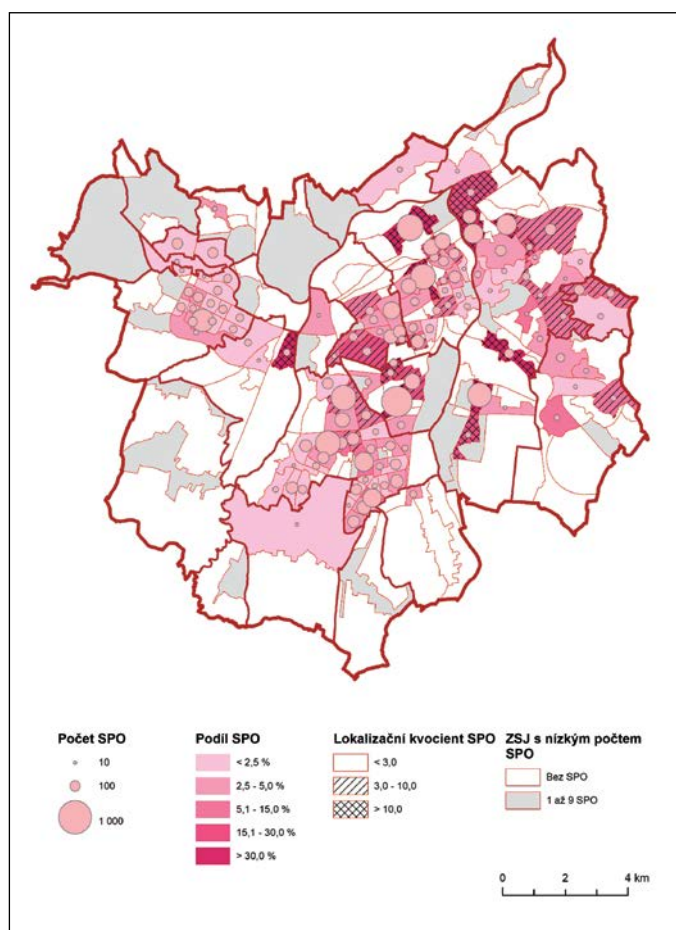 Počet SPO
10
100
1 000
Podíl SPO
< 2,5 %
2,5 - 5,0 %
5,1 - 15,0 %
15,1 - 30,0 %
> 30,0 %
Lokalizační kvocient SPO
< 3,0
3,0 - 10,0
> 10,0
ZSJ s nízkým počtem
SPO
Bez SPO
1 až 9 SPO
0 2 4 km